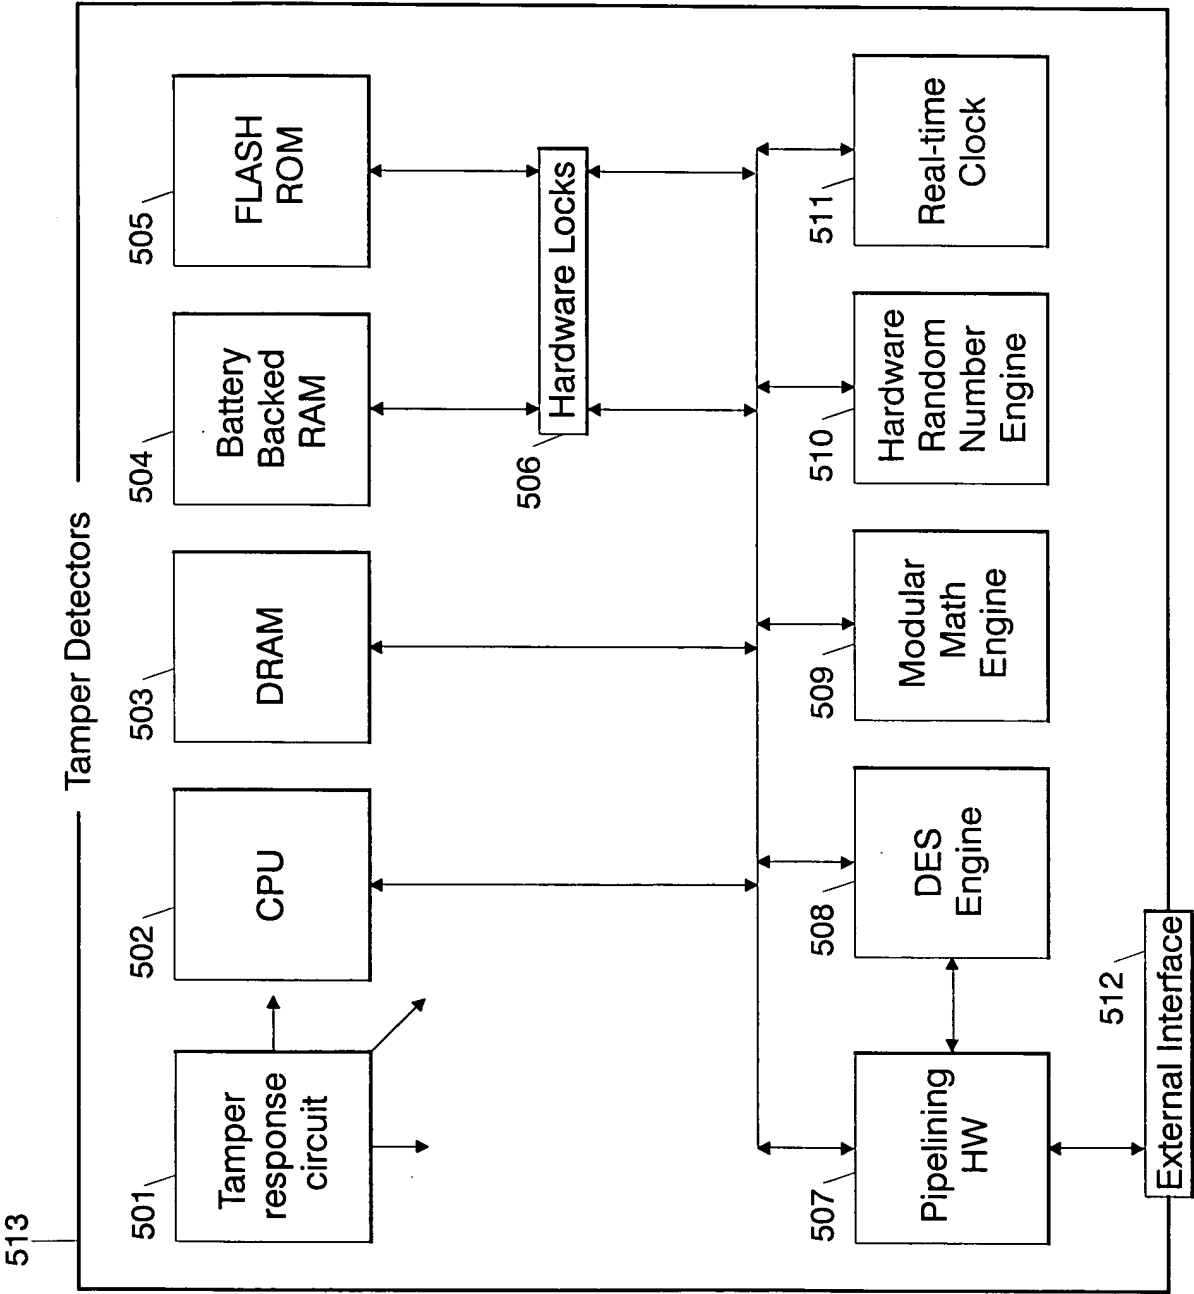 513
Tamper Detectors
501
502
503
504
505
Tamper
response
circuit
CPU
DRAM
Battery
Backed
RAM
FLASH
ROM
506
Hardware Locks
507
508
509
510
511
Pipelining
HW
DES
Engine
Modular
Math
Engine
Hardware
Random
Number
Engine
Real-time
Clock
512
External Interface